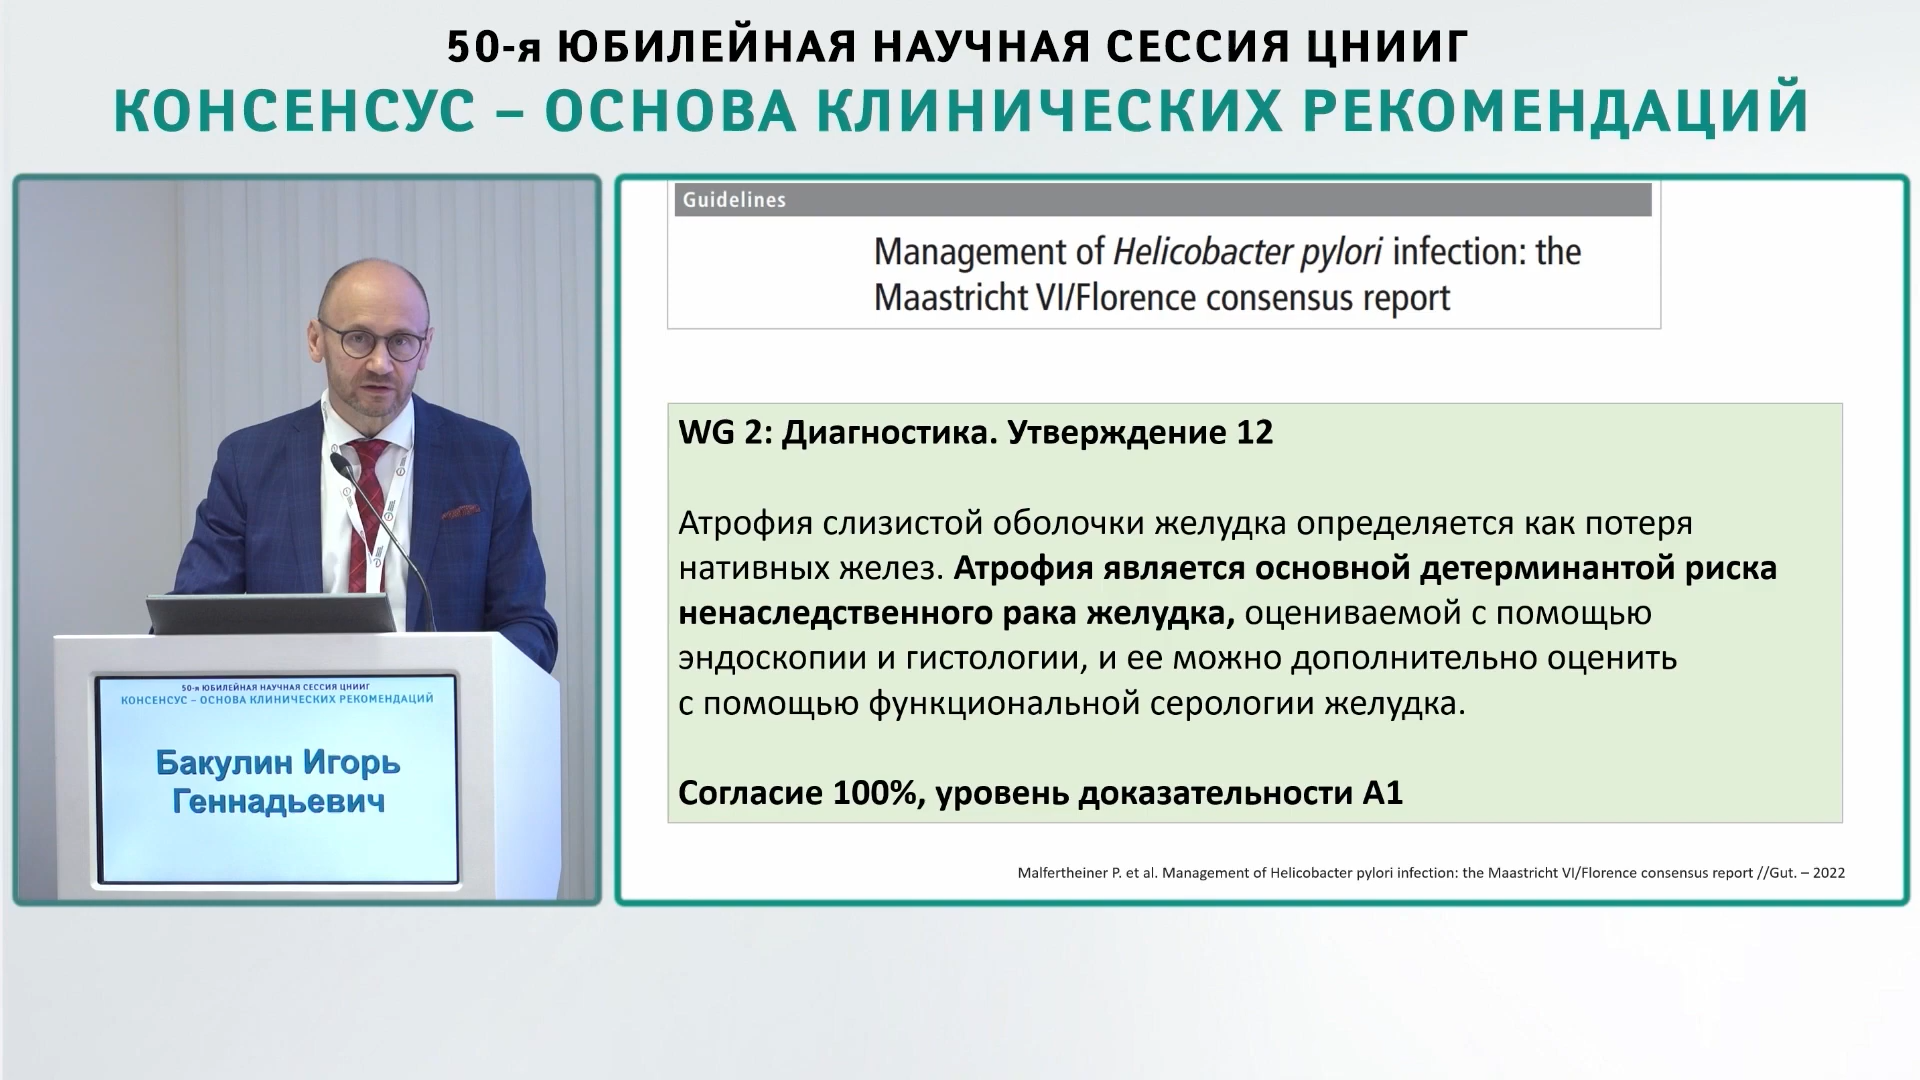 50-я ЮБИЛЕЙНАЯ НАУЧНАЯ СЕССИЯ ЦНИИГ
КОНСЕНСУС – ОСНОВА КЛИНИЧЕСКИХ РЕКОМЕНДАЦИЙ
50-я ЮБИЛЕЙНАЯ НАУЧНАЯ СЕССИЯ ЦНИИГ
КОНСЕНСУС – ОСНОВА КЛИНИЧЕСКИХ РЕКОМЕНДАЦИЙ
Бакулин Игорь
Геннадьевич
Guidelines
Management of Helicobacter pylori infection: the
Maastricht VI/Florence consensus report
WG 2: Диагностика. Утверждение 12
Атрофия слизистой оболочки желудка определяется как потеря
нативных желез. Атрофия является основной детерминантой риска
ненаследственного рака желудка, оцениваемой с помощью
эндоскопии и гистологии, и ее можно дополнительно оценить
с помощью функциональной серологии желудка.
Согласие 100%, уровень доказательности A1
Malfertheiner P. et al. Management of Helicobacter pylori infection: the Maastricht VI/Florence consensus report //Gut. – 2022